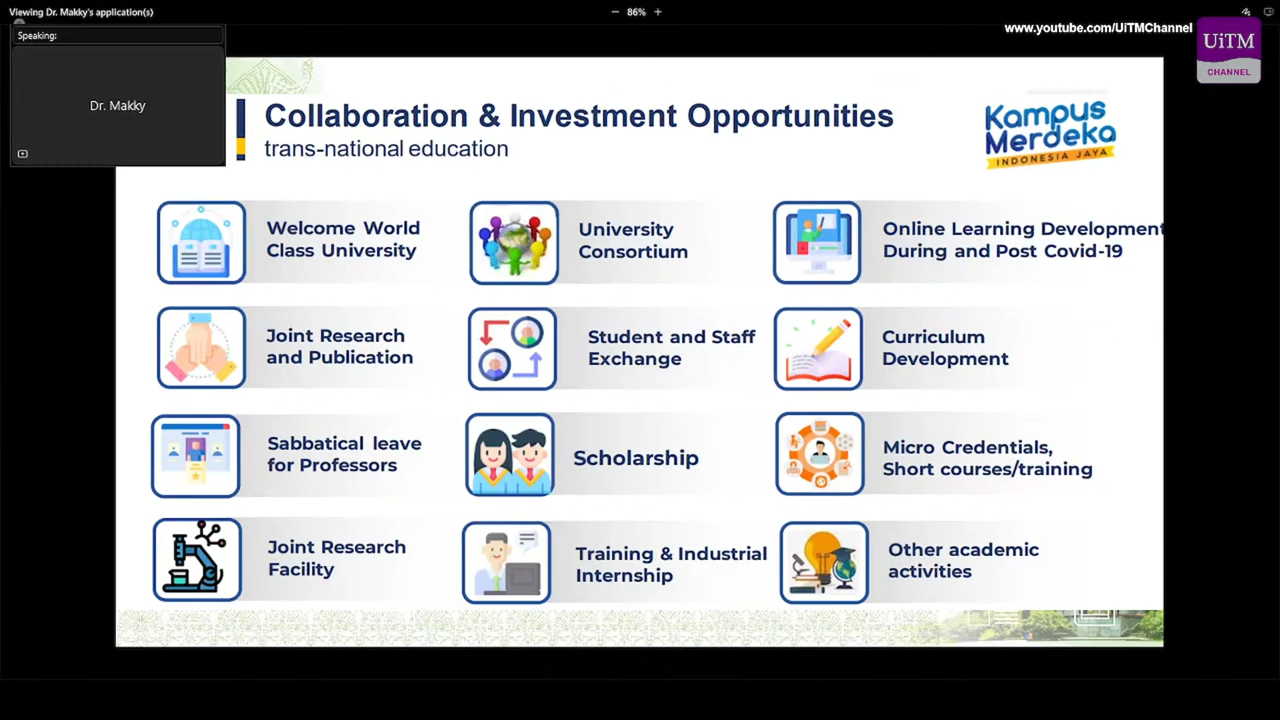 Viewing Dr. Makky's application(s)
− 86% +
Speaking:
Dr. Makky
www.youtube.com/UiTMChannel
UiTM
CHANNEL
Collaboration & Investment Opportunities
trans-national education
Kampus
Merdeka
INDONESIA JAYA
Welcome World
Class University
University
Consortium
Online Learning Development
During and Post Covid-19
Joint Research
and Publication
Student and Staff
Exchange
Curriculum
Development
Sabbatical leave
for Professors
Scholarship
Micro Credentials,
Short courses/training
Joint Research
Facility
Training & Industrial
Internship
Other academic
activities